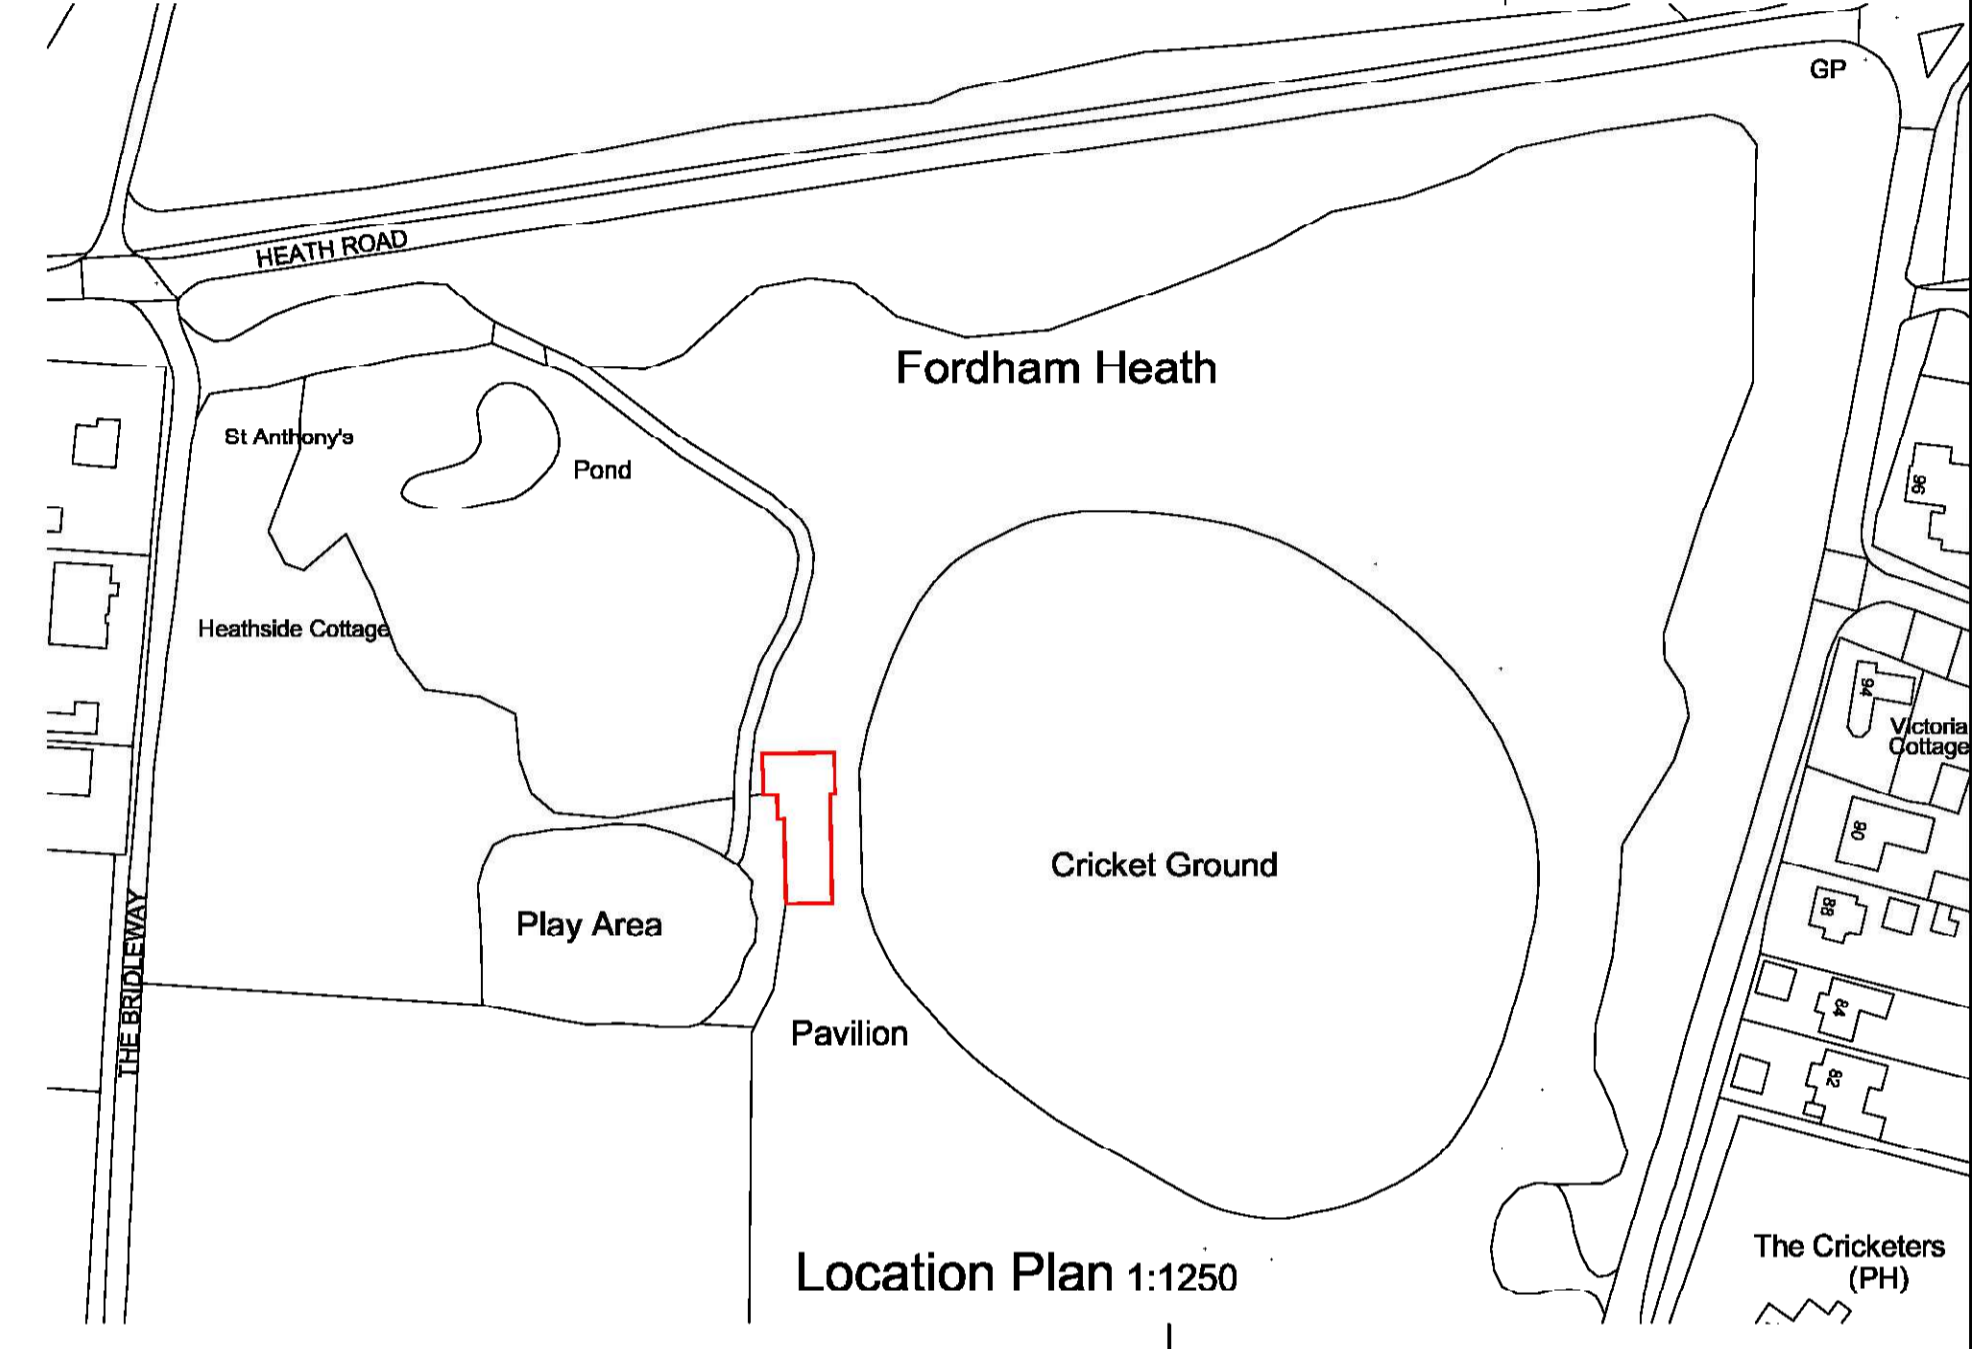 GP
HEATH ROAD
Fordham Heath
St Anthony's
Pond
96
Heathside Cottage
94
Victoria
Cottage
90
Cricket Ground
88
Play Area
84
THE BRIDLEWAY
Pavilion
82
The Cricketers
(PH)
Location Plan 1:1250